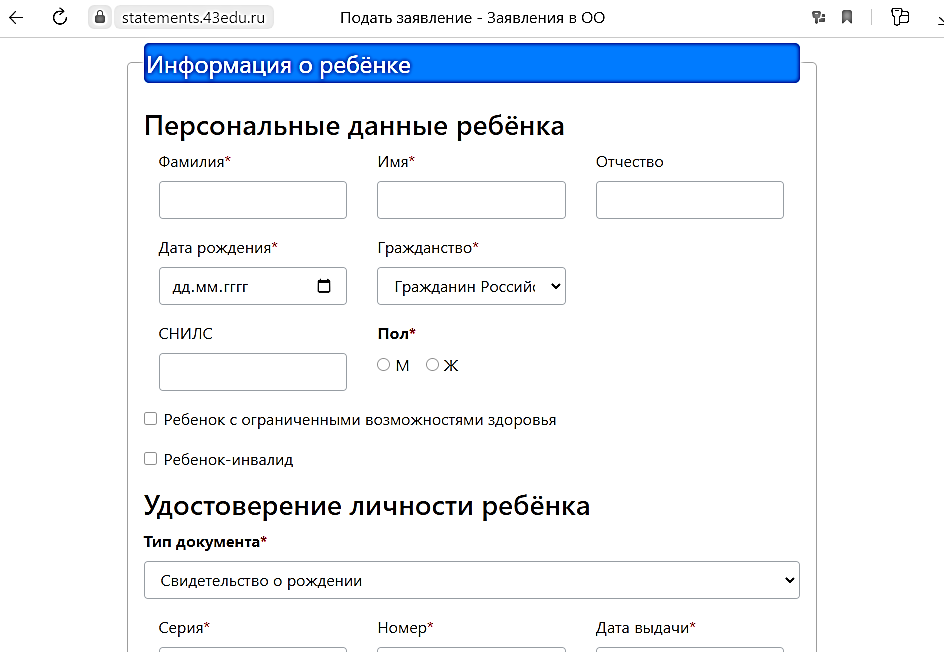 statements.43edu.ru Подать заявление - Заявления в ОО
Информация о ребёнке
Персональные данные ребёнка
Фамилия* Имя* Отчество
Дата рождения* Гражданство*
дд.мм.гггг Гражданин Россий
СНИЛС Пол*
М Ж
Ребенок с ограниченными возможностями здоровья
Ребенок-инвалид
Удостоверение личности ребёнка
Тип документа*
Свидетельство о рождении
Серия* Номер* Дата выдачи*